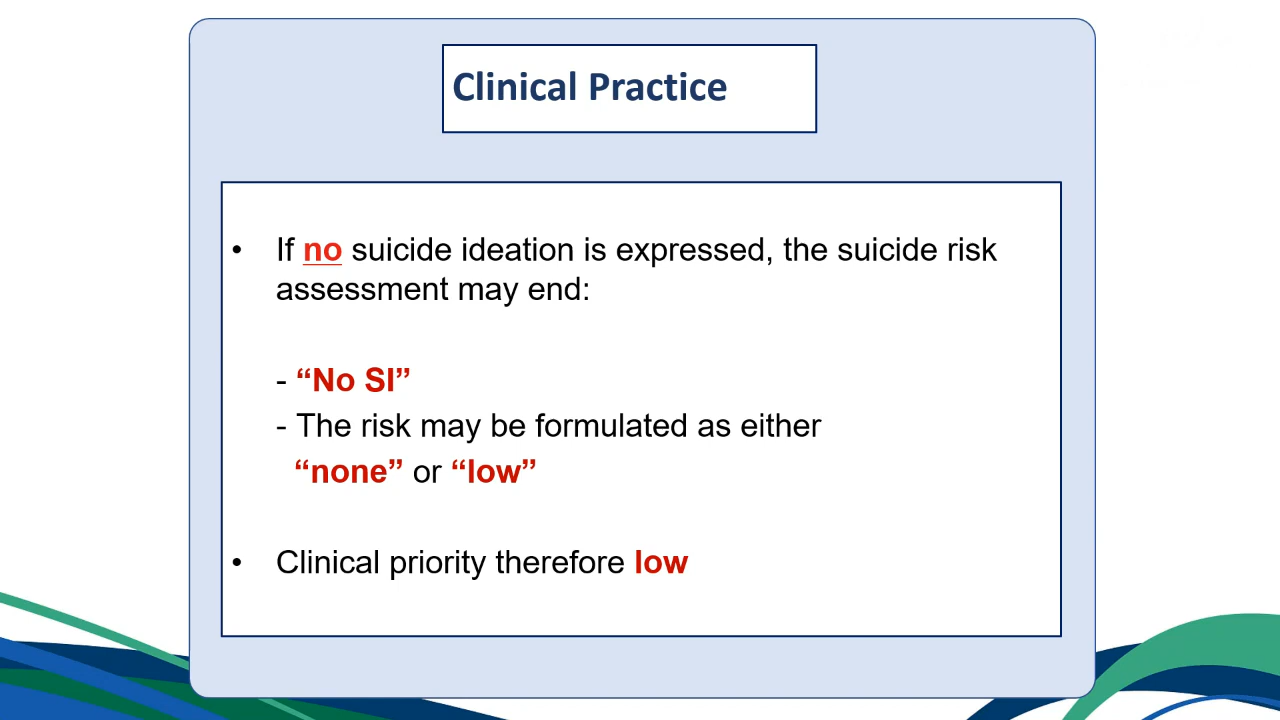 Clinical Practice
• If no suicide ideation is expressed, the suicide risk
assessment may end:
- “No SI”
- The risk may be formulated as either
“none” or “low”
• Clinical priority therefore low